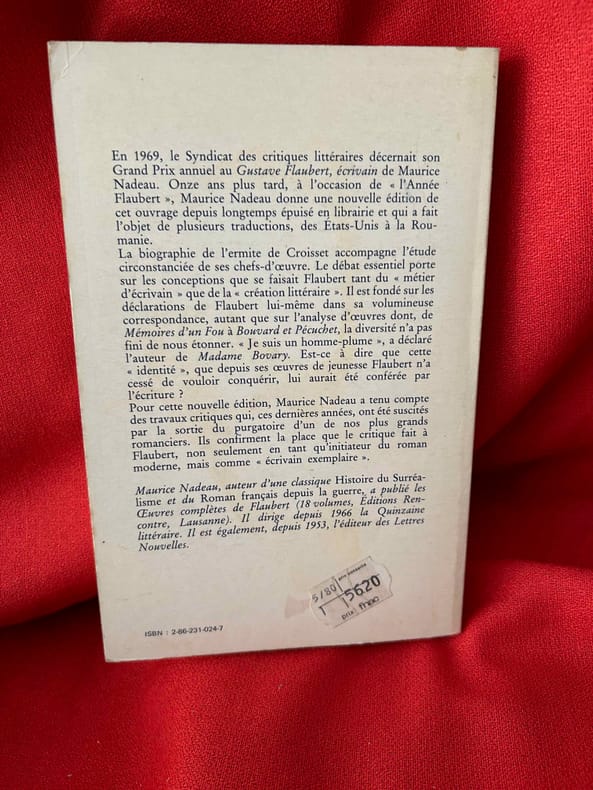 En 1969, le Syndicat des critiques littéraires décernait son
Grand Prix annuel au Gustave Flaubert, écrivain de Maurice
Nadeau. Onze ans plus tard, à l'occasion de « l'Année
Flaubert », Maurice Nadeau donne une nouvelle édition de
cet ouvrage depuis longtemps épuisé en librairie et qui a fait
l'objet de plusieurs traductions, des Etats-Unis à la Rou-
manie.
La biographie de l'ermite de Croisset accompagne l'étude
circonstanciée de ses chefs-d'œuvre. Le débat essentiel porte
sur les conceptions que se faisait Flaubert tant du « métier
d'écrivain » que de la « création littéraire ». Il est fondé sur les
déclarations de Flaubert lui-même dans sa volumineuse
correspondance, autant que sur l'analyse d'œuvres dont, de
Mémoires d'un Fou à Bouvard et Pécuchet, la diversité n'a pas
fini de nous étonner. « Je suis un homme-plume », a déclaré
l'auteur de Madame Bovary. Est-ce à dire que cette
« identité », que depuis ses œuvres de jeunesse Flaubert n'a
cessé de vouloir conquérir, lui aurait été conférée par
l'écriture ?
Pour cette nouvelle édition, Maurice Nadeau a tenu compte
des travaux critiques qui, ces dernières années, ont été suscités
par la sortie du purgatoire d'un de nos plus grands
romanciers. Ils confirment la place que le critique fait à
Flaubert, non seulement en tant qu'initiateur du roman
moderne, mais comme « écrivain exemplaire ».
Maurice Nadeau, auteur d'une classique Histoire du Surréa-
lisme et du Roman français depuis la guerre, a publié les
Œuvres complètes de Flaubert (18 volumes, Éditions Ren-
contre, Lausanne). Il dirige depuis 1966 la Quinzaine
littéraire. Il est également, depuis 1953, l'éditeur des Lettres
Nouvelles.
5/80
5620
prix fnac
ISBN : 2-86-231-024-7